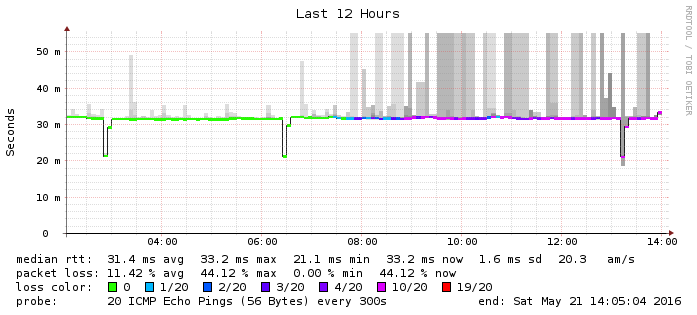 Last 12 Hours
RRDTOOL / TOBI OETIKER
Seconds
50 m
40 m
30 m
20 m
10 m
0
04:00 06:00 08:00 10:00 12:00 14:00
median rtt: 31.4 ms avg 33.2 ms max 21.1 ms min 33.2 ms now 1.6 ms sd 20.3 am/s
packet loss: 11.42 % avg 44.12 % max 0.00 % min 44.12 % now
loss color: 0 1/20 2/20 3/20 4/20 10/20 19/20
probe: 20 ICMP Echo Pings (56 Bytes) every 300s end: Sat May 21 14:05:04 2016